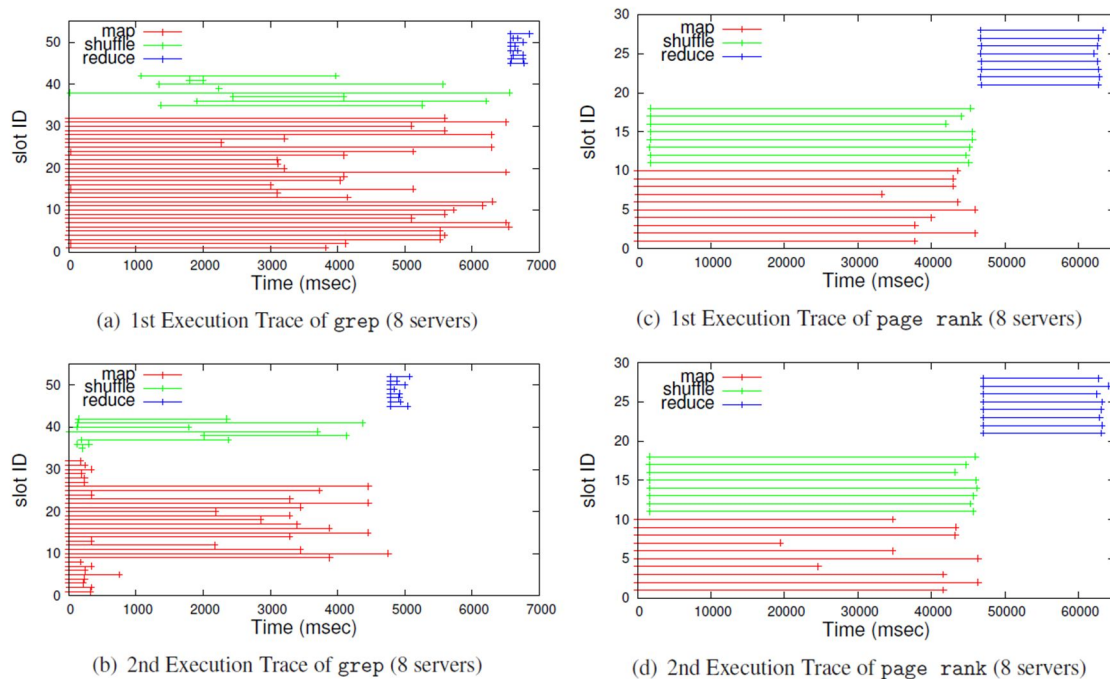 map
shuffle
reduce
50
40
30
20
10
0
slot ID
0 1000 2000 3000 4000 5000 6000 7000
Time (msec)
(a) 1st Execution Trace of grep (8 servers)
30
25
20
15
10
5
0
map
shuffle
reduce
slot ID
0 10000 20000 30000 40000 50000 60000
Time (msec)
(c) 1st Execution Trace of page rank (8 servers)
map
shuffle
reduce
50
40
30
20
10
0
slot ID
0 1000 2000 3000 4000 5000 6000 7000
Time (msec)
(b) 2nd Execution Trace of grep (8 servers)
30
25
20
15
10
5
0
map
shuffle
reduce
slot ID
0 10000 20000 30000 40000 50000 60000
Time (msec)
(d) 2nd Execution Trace of page rank (8 servers)